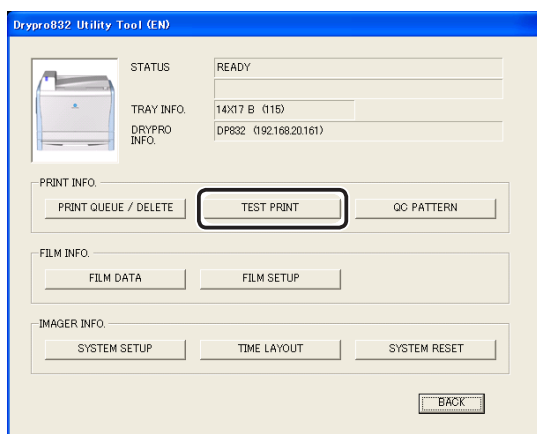 Drypro832 Utility Tool (EN)
STATUS READY
TRAY INFO. 14X17 B (115)
DRYPRO INFO. DP832 (192.168.20.161)
PRINT INFO.
PRINT QUEUE / DELETE TEST PRINT QC PATTERN
FILM INFO.
FILM DATA FILM SETUP
IMAGER INFO.
SYSTEM SETUP TIME LAYOUT SYSTEM RESET
BACK